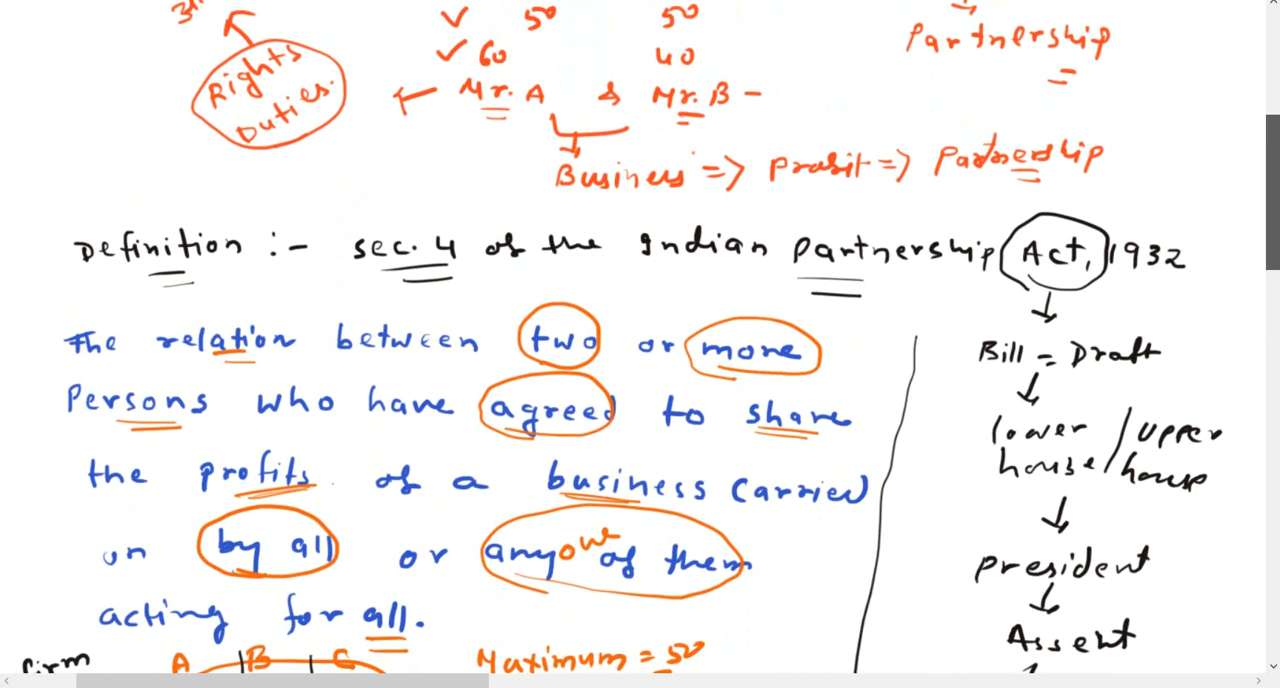 50 50
60 40
Partnership
Rights
Duties.
Mr. A & Mr. B -
Business => Profit => Partnership
Definition :- Sec. 4 of the Indian Partnership Act, 1932
The relation between two or more
Persons who have agreed to share
the profits of a business carried
on by all or anyone of them
acting for all.
Bill = Draft
lower / upper
house / house
President
Assent
Firm A B C Maximum = 50